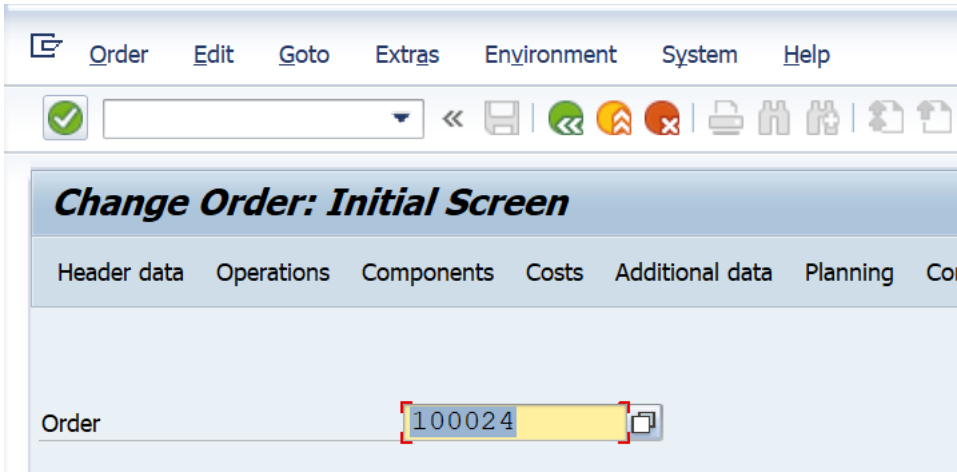 Order Edit Goto Extras Environment System Help
Change Order: Initial Screen
Header data Operations Components Costs Additional data Planning
Order 100024